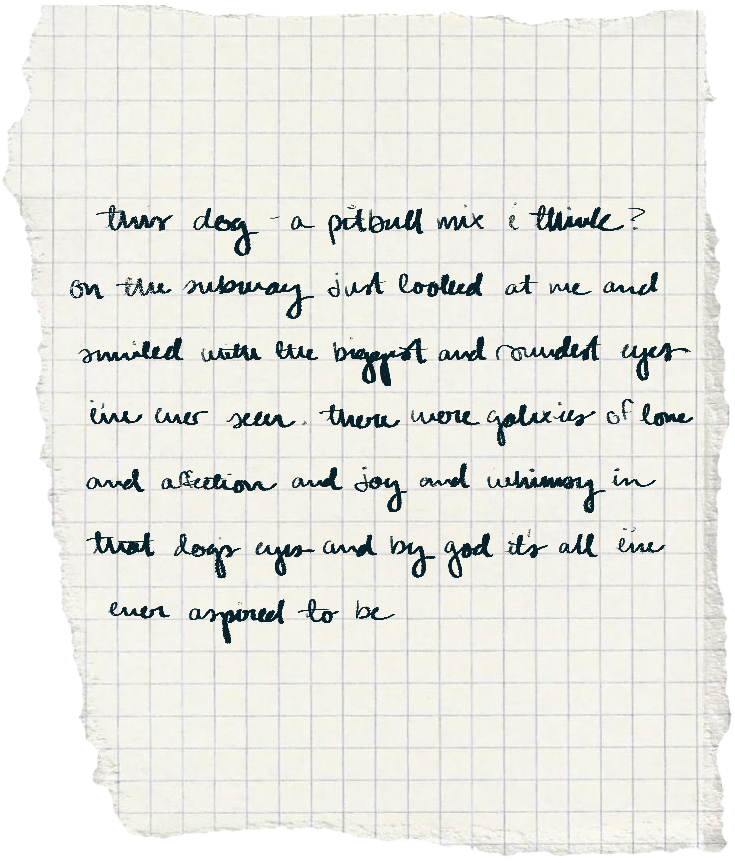 this dog - a pitbull mix i think?
on the subway just looked at me and
smiled with the biggest and roundest eyes
i've ever seen. there were galaxies of love
and affection and joy and whimsy in
that dogs eyes and by god it's all i've
ever aspired to be